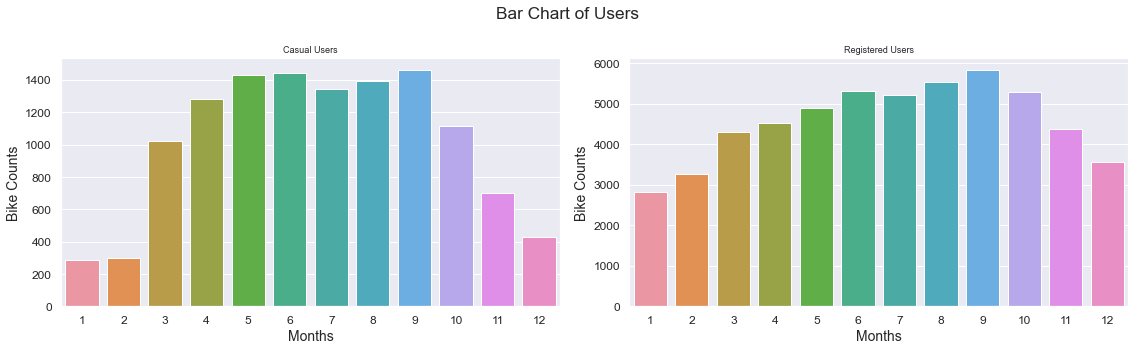 Bar Chart of Users
Casual Users
Bike Counts
1400
1200
1000
800
600
400
200
0
1 2 3 4 5 6 7 8 9 10 11 12
Months
Registered Users
Bike Counts
6000
5000
4000
3000
2000
1000
0
1 2 3 4 5 6 7 8 9 10 11 12
Months